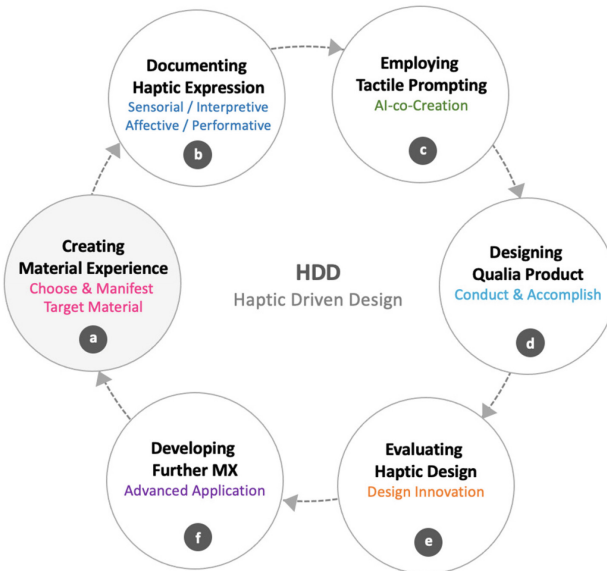 Documenting
Haptic Expression
Sensorial / Interpretive
Affective / Performative
b
Employing
Tactile Prompting
AI-co-Creation
c
Creating
Material Experience
Choose & Manifest
Target Material
a
HDD
Haptic Driven Design
Designing
Qualia Product
Conduct & Accomplish
d
Developing
Further MX
Advanced Application
f
Evaluating
Haptic Design
Design Innovation
e